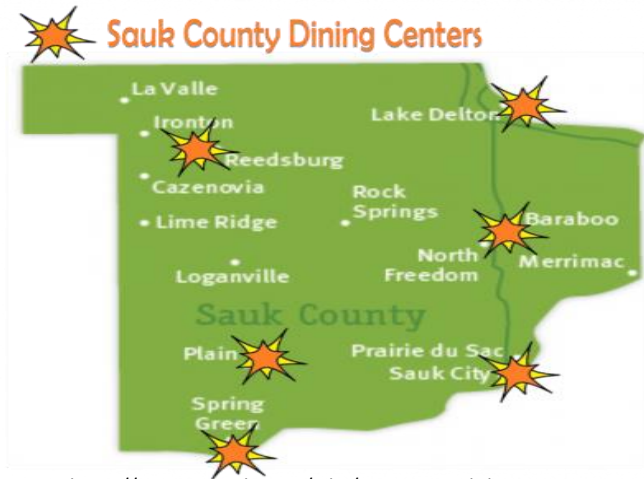 Sauk County Dining Centers
La Valle
Ironton
Lake Delton
Reedsburg
Cazenovia
Rock
Springs
Lime Ridge
Baraboo
North
Freedom
Merrimac
Loganville
Sauk County
Plain
Prairie du Sac
Sauk City
Spring
Green